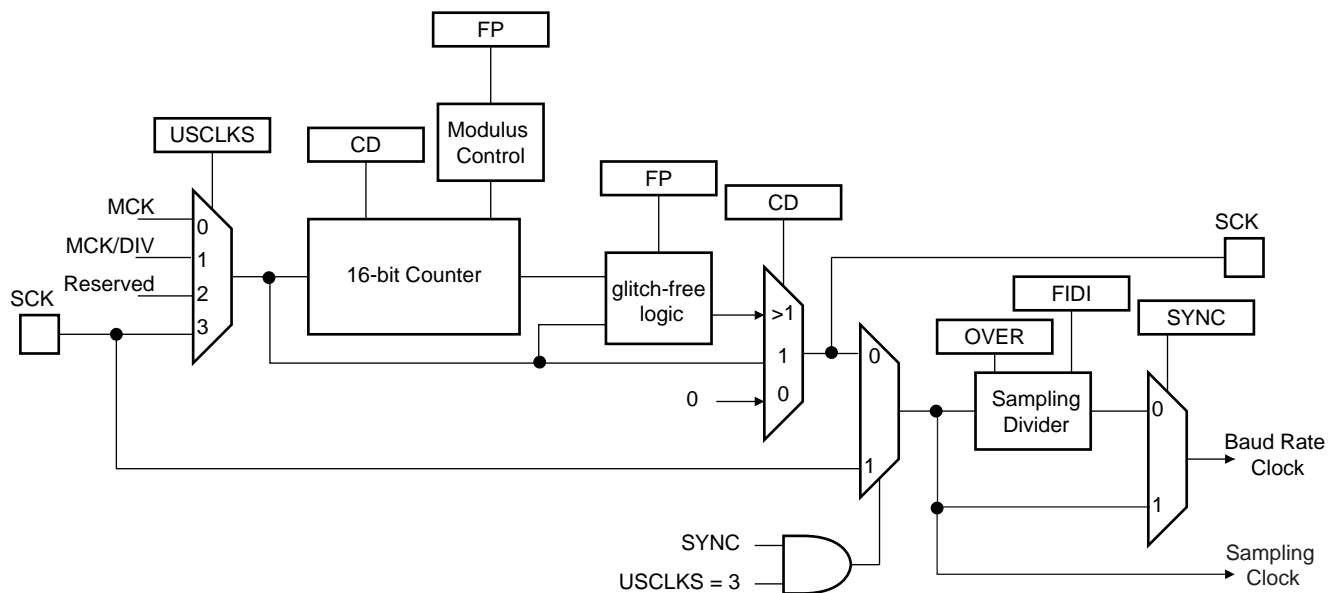 FP
USCLKS
CD
Modulus
Control
FP
CD
MCK
0
MCK/DIV
1
Reserved
2
SCK
3
16-bit Counter
glitch-free
logic
>1
1
0
0
SCK
FIDI
OVER
SYNC
0
1
Sampling
Divider
0
1
Baud Rate
Clock
SYNC
USCLKS = 3
Sampling
Clock